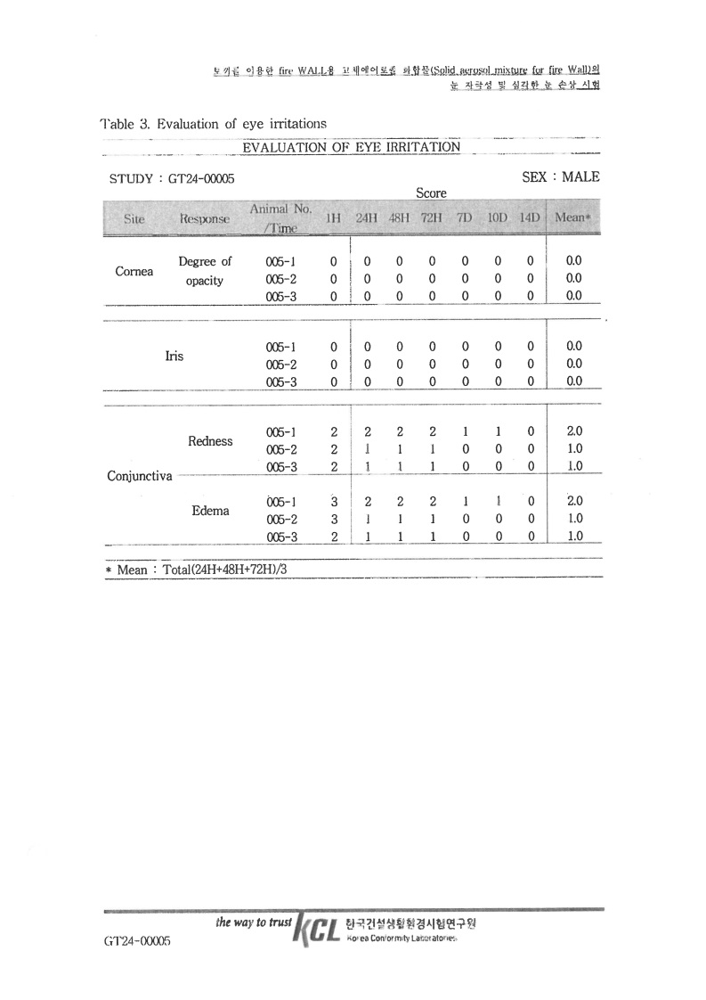 토끼를 이용한 fire WALL용 고체에어로졸 화합물(Solid aerosol mixture for fire Wall)의
눈 자극성 및 심각한 눈 손상 시험
Table 3. Evaluation of eye irritations
EVALUATION OF EYE IRRITATION
STUDY : GT24-00005 SEX : MALE
Score
Site Response Animal No. /Time 1H 24H 48H 72H 7D 10D 14D Mean*
Cornea Degree of opacity 005-1 0 0 0 0 0 0 0 0.0
005-2 0 0 0 0 0 0 0 0.0
005-3 0 0 0 0 0 0 0 0.0
Iris 005-1 0 0 0 0 0 0 0 0.0
005-2 0 0 0 0 0 0 0 0.0
005-3 0 0 0 0 0 0 0 0.0
Conjunctiva Redness 005-1 2 2 2 2 1 1 0 2.0
005-2 2 1 1 1 0 0 0 1.0
005-3 2 1 1 1 0 0 0 1.0
Edema 005-1 3 2 2 2 1 1 0 2.0
005-2 3 1 1 1 0 0 0 1.0
005-3 2 1 1 1 0 0 0 1.0
* Mean : Total(24H+48H+72H)/3
the way to trust KCL 한국건설생활환경시험연구원
Korea Conformity Laboratories
GT24-00005